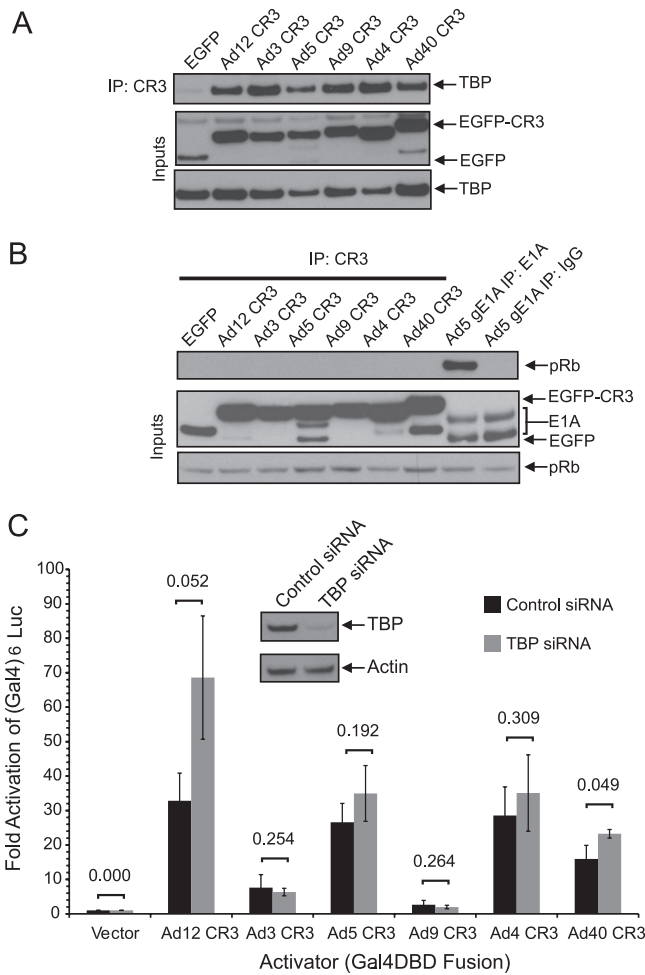 A
EGFP
Ad12 CR3
Ad3 CR3
Ad5 CR3
Ad9 CR3
Ad4 CR3
Ad40 CR3
IP: CR3
TBP
Inputs
EGFP-CR3
EGFP
TBP
B
IP: CR3
EGFP
Ad12 CR3
Ad3 CR3
Ad5 CR3
Ad9 CR3
Ad4 CR3
Ad40 CR3
Ad5 gE1A IP: E1A
Ad5 gE1A IP: IgG
pRb
Inputs
EGFP-CR3
E1A
EGFP
pRb
C
Fold Activation of (Gal4)6 Luc
100
90
80
70
60
50
40
30
20
10
0
Control siRNA
TBP siRNA
TBP
Actin
Control siRNA
TBP siRNA
0.000
0.052
0.254
0.192
0.264
0.309
0.049
Vector
Ad12 CR3
Ad3 CR3
Ad5 CR3
Ad9 CR3
Ad4 CR3
Ad40 CR3
Activator (Gal4DBD Fusion)